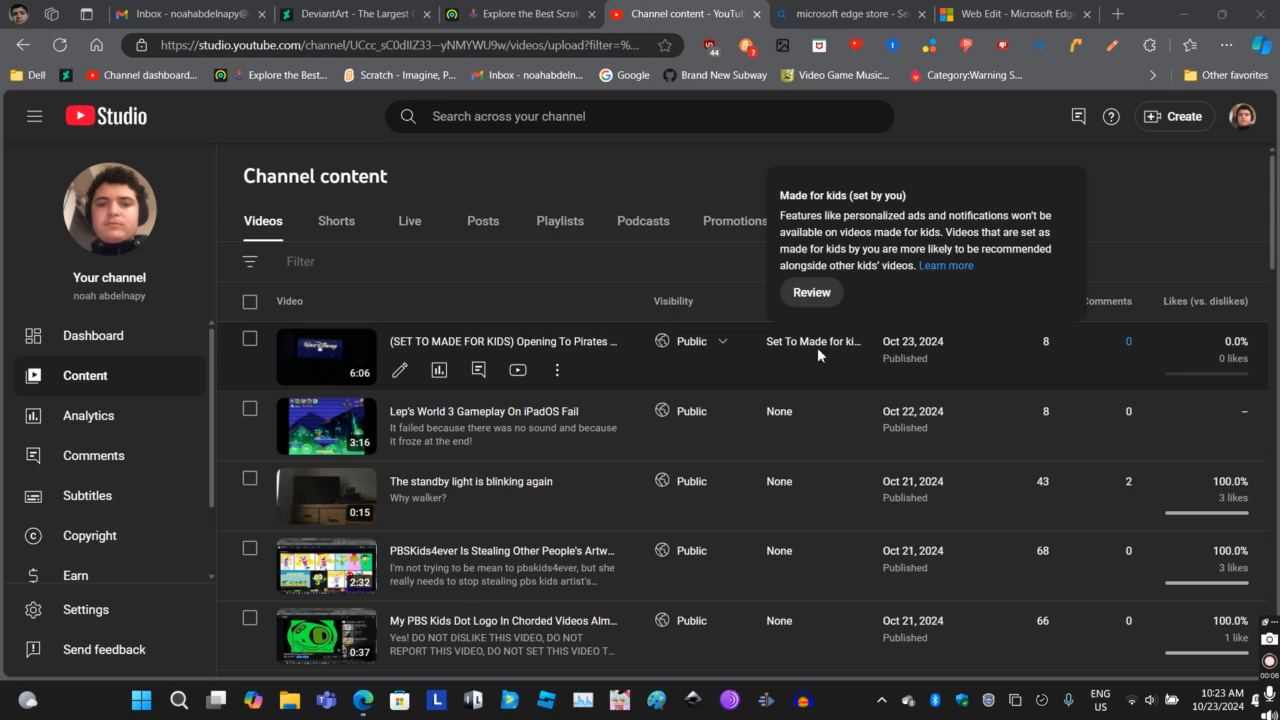 Inbox - noahabdelnapy@
DeviantArt - The Largest
Explore the Best Scrat
Channel content - YouTu
microsoft edge store - Se
Web Edit - Microsoft Edge
https://studio.youtube.com/channel/UCcc_sC0dIIZ33--yNMYWU9w/videos/upload?filter=%...
44
7
Dell
Channel dashboard...
Explore the Best...
Scratch - Imagine, P...
Inbox - noahabdeln...
Google
Brand New Subway
Video Game Music...
Category:Warning S...
Other favorites
Studio
Search across your channel
Create
Channel content
Made for kids (set by you)
Features like personalized ads and notifications won't be
available on videos made for kids. Videos that are set as
made for kids by you are more likely to be recommended
alongside other kids' videos. Learn more
Review
Videos
Shorts
Live
Posts
Playlists
Podcasts
Promotions
Your channel
noah abdelnapy
Filter
Video
Visibility
Comments
Likes (vs. dislikes)
Dashboard
Content
Analytics
Comments
Subtitles
Copyright
Earn
Settings
Send feedback
6:06
(SET TO MADE FOR KIDS) Opening To Pirates ...
Public
Set To Made for ki...
Oct 23, 2024
Published
8
0
0.0%
0 likes
3:16
Lep's World 3 Gameplay On iPadOS Fail
It failed because there was no sound and because
it froze at the end!
Public
None
Oct 22, 2024
Published
8
0
–
0:15
The standby light is blinking again
Why walker?
Public
None
Oct 21, 2024
Published
43
2
100.0%
3 likes
2:32
PBSKids4ever Is Stealing Other People's Artw...
I'm not trying to be mean to pbskids4ever, but she
really needs to stop stealing pbs kids artist's...
Public
None
Oct 21, 2024
Published
68
0
100.0%
3 likes
0:37
My PBS Kids Dot Logo In Chorded Videos Alm...
Yes! DO NOT DISLIKE THIS VIDEO, DO NOT
REPORT THIS VIDEO, DO NOT SET THIS VIDEO T...
Public
None
Oct 21, 2024
Published
66
0
100.0%
1 like
00:06
ENG
US
10:23 AM
10/23/2024